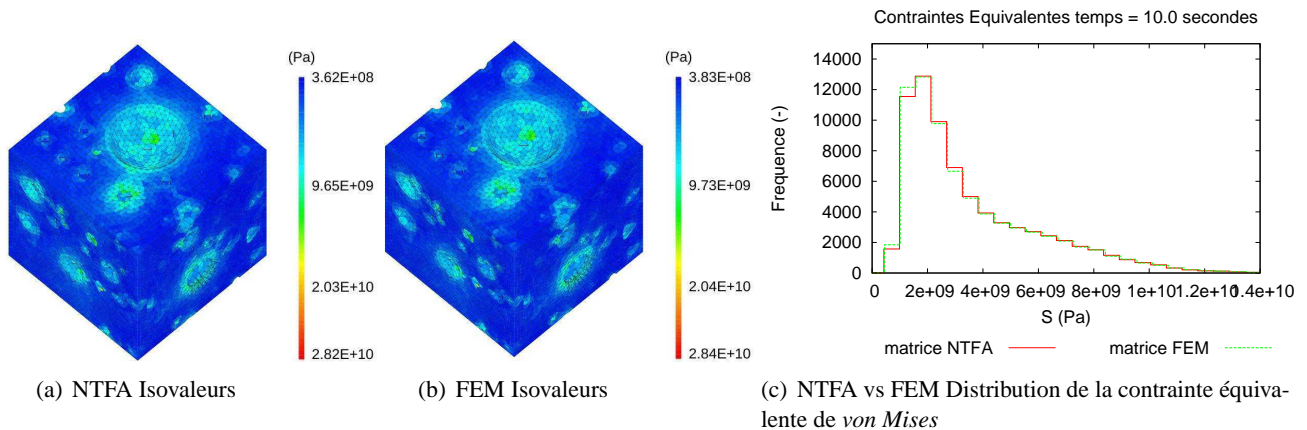 (Pa)
3.62E+08
9.65E+09
2.03E+10
2.82E+10
(a) NTFA Isovaleurs
(Pa)
3.83E+08
9.73E+09
2.04E+10
2.84E+10
(b) FEM Isovaleurs
Contraintes Equivalentes temps = 10.0 secondes
Frequence (-)
14000
12000
10000
8000
6000
4000
2000
0
0 2e+09 4e+09 6e+09 8e+09 1e+10 1.2e+10 1.4e+10
S (Pa)
matrice NTFA matrice FEM
(c) NTFA vs FEM Distribution de la contrainte équiva-
lente de von Mises